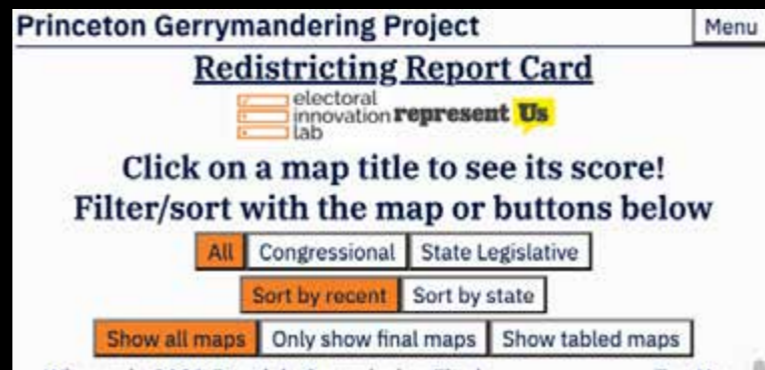 Princeton Gerrymandering Project Menu
Redistricting Report Card
electoral
innovation
lab
represent Us
Click on a map title to see its score!
Filter/sort with the map or buttons below
All Congressional State Legislative
Sort by recent Sort by state
Show all maps Only show final maps Show tabled maps